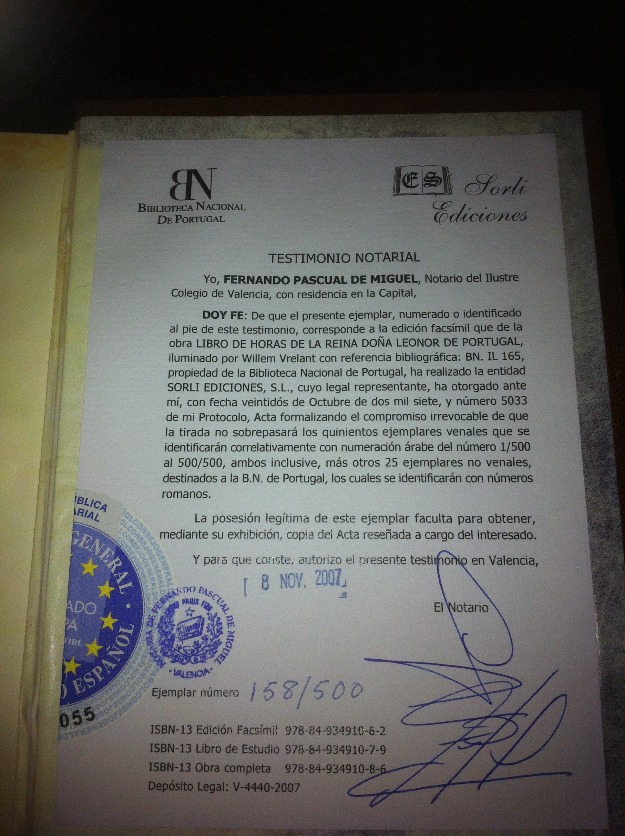 BN
BIBLIOTECA NACIONAL
DE PORTUGAL
ES
Sorli
Ediciones
TESTIMONIO NOTARIAL
Yo, FERNANDO PASCUAL DE MIGUEL, Notario del Ilustre
Colegio de Valencia, con residencia en la Capital,
DOY FE: De que el presente ejemplar, numerado o identificado
al pie de este testimonio, corresponde a la edición facsímil que de la
obra LIBRO DE HORAS DE LA REINA DOÑA LEONOR DE PORTUGAL,
iluminado por Willem Vrelant con referencia bibliográfica: BN. IL 165,
propiedad de la Biblioteca Nacional de Portugal, ha realizado la entidad
SORLI EDICIONES, S.L., cuyo legal representante, ha otorgado ante
mí, con fecha veintidós de Octubre de dos mil siete, y número 5033
de mi Protocolo, Acta formalizando el compromiso irrevocable de que
la tirada no sobrepasará los quinientos ejemplares venales que se
identificarán correlativamente con numeración árabe del número 1/500
al 500/500, ambos inclusive, más otros 25 ejemplares no venales,
destinados a la B.N. de Portugal, los cuales se identificarán con números
romanos.
La posesión legítima de este ejemplar faculta para obtener,
mediante su exhibición, copia del Acta reseñada a cargo del interesado.
Y para que conste, autorizo el presente testimonio en Valencia,
8 NOV. 2007
El Notario
NOTARIA DE FERNANDO PASCUAL DE MIGUEL
-VALENCIA-
GENERAL
ESPAÑOL
055
Ejemplar número 158/500
ISBN-13 Edición Facsímil 978-84-934910-6-2
ISBN-13 Libro de Estudio 978-84-934910-7-9
ISBN-13 Obra completa 978-84-934910-8-6
Depósito Legal: V-4440-2007